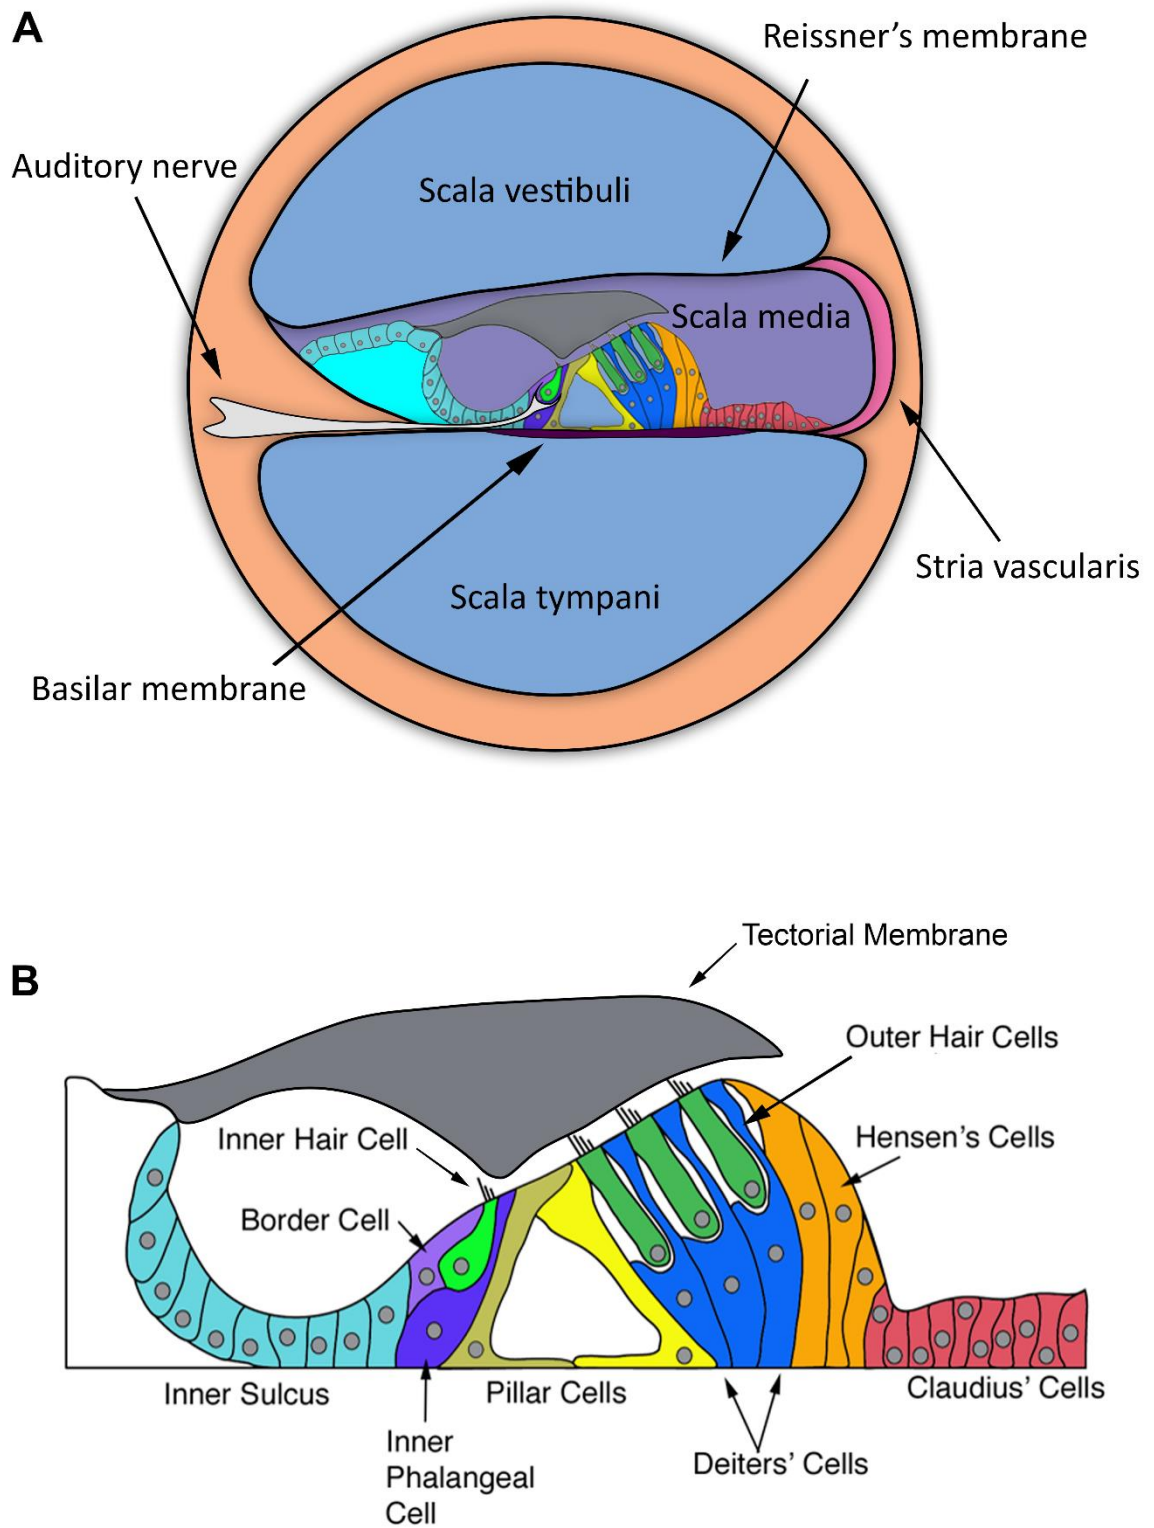 A
Reissner’s membrane
Auditory nerve
Scala vestibuli
Scala media
Stria vascularis
Scala tympani
Basilar membrane
B
Tectorial Membrane
Outer Hair Cells
Inner Hair Cell
Hensen’s Cells
Border Cell
Inner Sulcus
Pillar Cells
Claudius’ Cells
Inner
Phalangeal
Cell
Deiters’ Cells